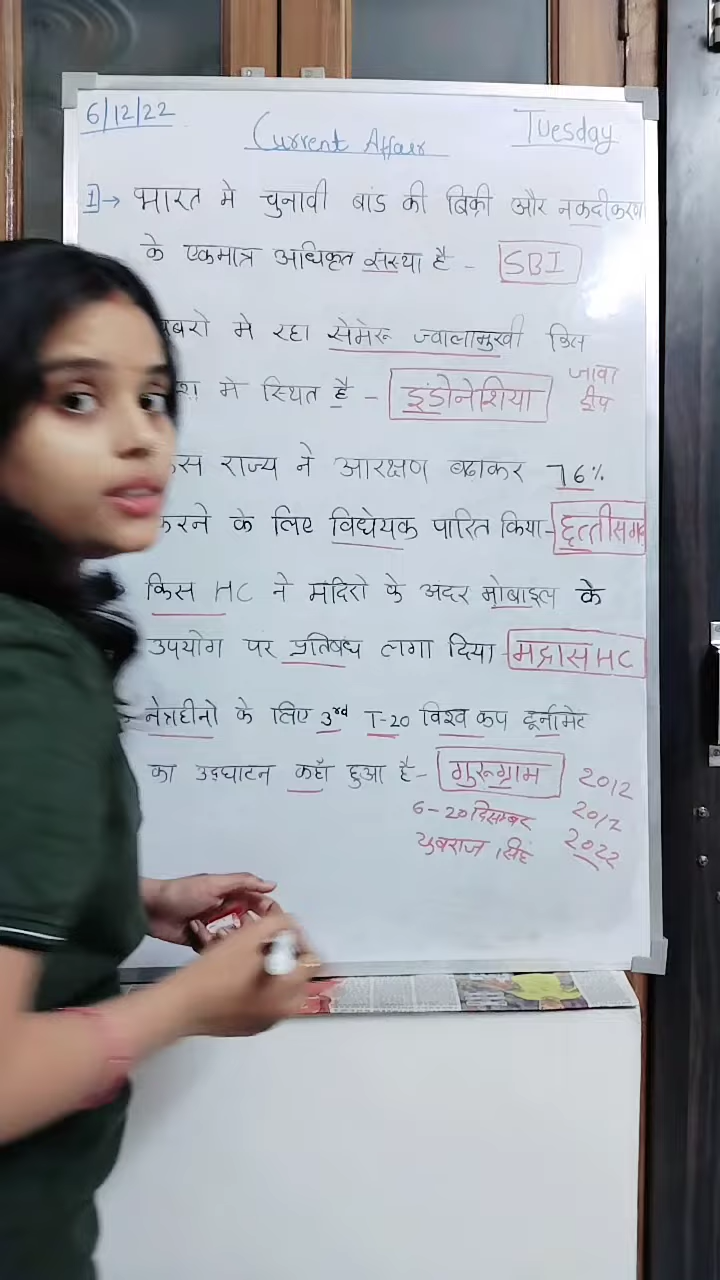 6/12/22
Current Affair
Tuesday
1→ भारत मे चुनावी बांड की बिक्री और नकदीकरण
के एकमात्र अधिकृत संस्था है - SBI
मे रहा सेमेरू ज्वालामुखी किस
मे स्थित है - इंडोनेशिया
जावा
द्वीप
राज्य ने आरक्षण बढाकर 76%
करने के लिए विधेयक पारित किया- छत्तीसगढ़
किस HC ने मंदिरो के अंदर मोबाइल के
उपयोग पर प्रतिबंध लगा दिया - मद्रास HC
नेत्रहीनो के लिए 3rd T-20 विश्व कप टूर्नामेंट
का उद्घाटन कहाँ हुआ है- गुरूग्राम
2012
6-20 दिसम्बर
2017
युवराज सिंह
2022